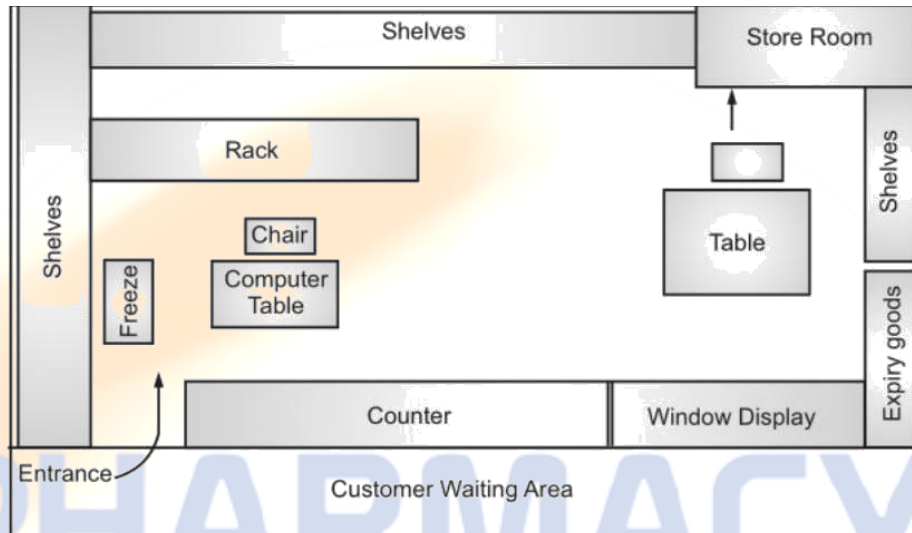 Shelves
Store Room
Rack
Shelves
Shelves
Chair
Table
Freeze
Computer
Table
Expiry goods
Counter
Window Display
Entrance
Customer Waiting Area
PHARMACY